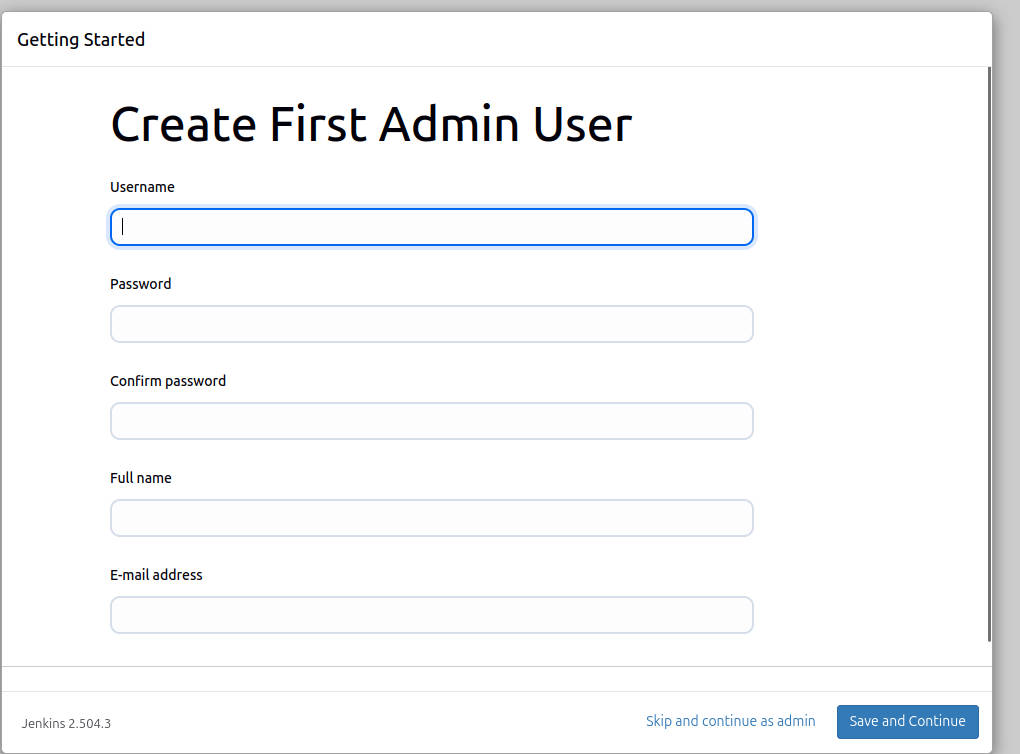 Getting Started
Create First Admin User
Username
Password
Confirm password
Full name
E-mail address
Jenkins 2.504.3
Skip and continue as admin
Save and Continue